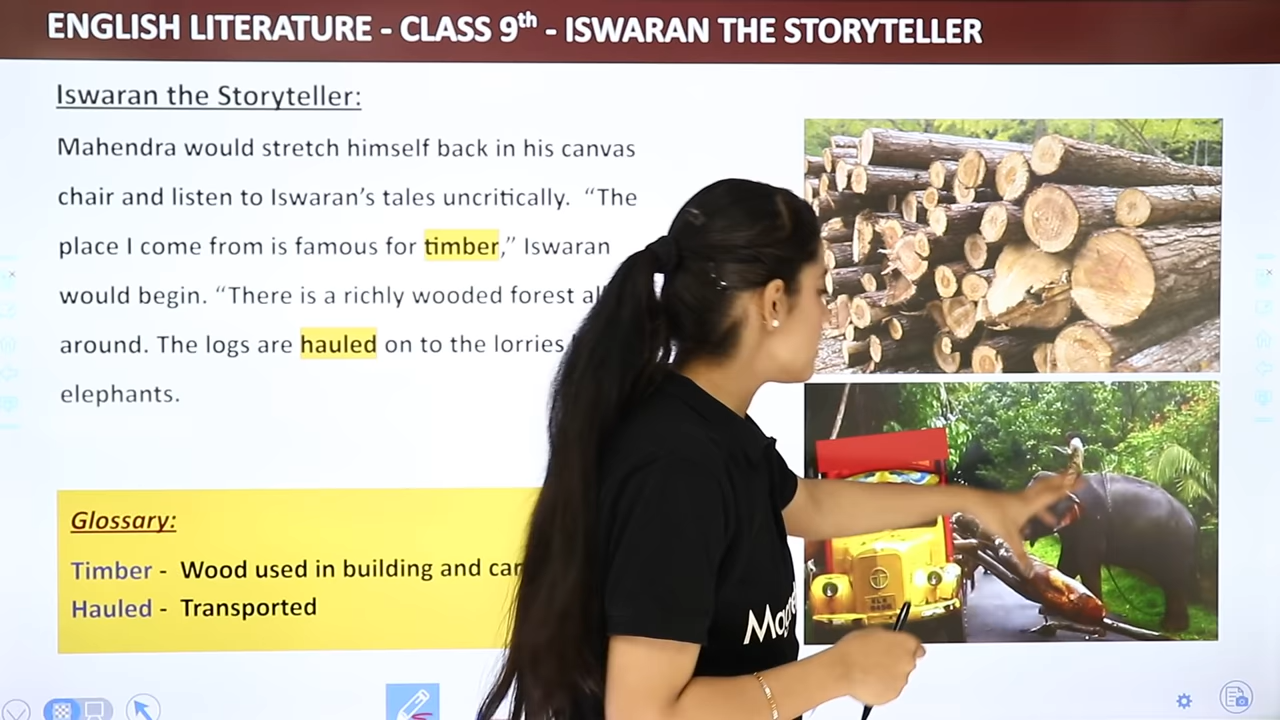 ENGLISH LITERATURE - CLASS 9th - ISWARAN THE STORYTELLER
Iswaran the Storyteller:
Mahendra would stretch himself back in his canvas
chair and listen to Iswaran's tales uncritically. "The
place I come from is famous for timber," Iswaran
would begin. "There is a richly wooded forest
around. The logs are hauled on to the lorries
elephants.
Glossary:
Timber - Wood used in building and
Hauled - Transported